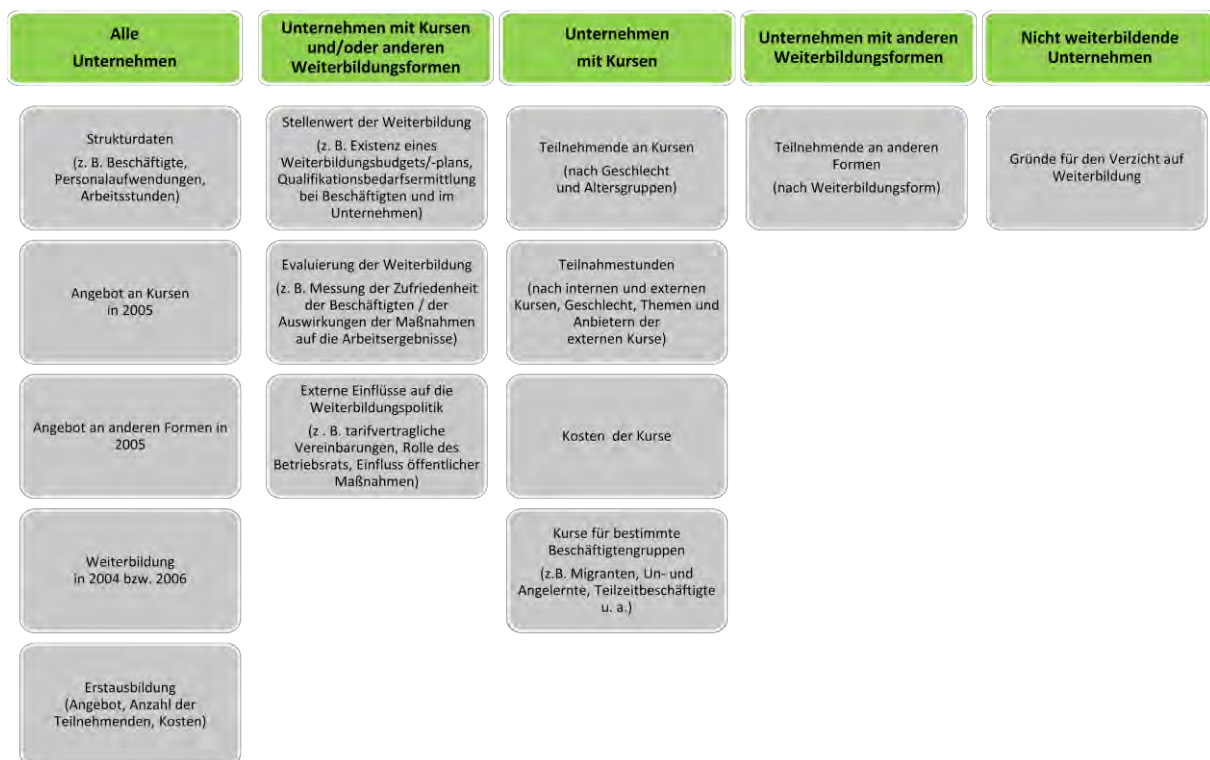 Alle
Unternehmen
Unternehmen mit Kursen
und/oder anderen
Weiterbildungsformen
Unternehmen
mit Kursen
Unternehmen mit anderen
Weiterbildungsformen
Nicht weiterbildende
Unternehmen
Strukturdaten
(z. B. Beschäftigte,
Personalaufwendungen,
Arbeitsstunden)
Angebot an Kursen
in 2005
Angebot an anderen Formen in
2005
Weiterbildung
in 2004 bzw. 2006
Erstausbildung
(Angebot, Anzahl der
Teilnehmenden, Kosten)
Stellenwert der Weiterbildung
(z. B. Existenz eines
Weiterbildungsbudgets/-plans,
Qualifikationsbedarfsermittlung
bei Beschäftigten und im
Unternehmen)
Evaluierung der Weiterbildung
(z. B. Messung der Zufriedenheit
der Beschäftigten / der
Auswirkungen der Maßnahmen
auf die Arbeitsergebnisse)
Externe Einflüsse auf die
Weiterbildungspolitik
(z . B. tarifvertragliche
Vereinbarungen, Rolle des
Betriebsrats, Einfluss öffentlicher
Maßnahmen)
Teilnehmende an Kursen
(nach Geschlecht
und Altersgruppen)
Teilnahmestunden
(nach internen und externen
Kursen, Geschlecht, Themen und
Anbietern der
externen Kurse)
Kosten der Kurse
Kurse für bestimmte
Beschäftigtengruppen
(z.B. Migranten, Un- und
Angelernte, Teilzeitbeschäftigte
u. a.)
Teilnehmende an anderen
Formen
(nach Weiterbildungsform)
Gründe für den Verzicht auf
Weiterbildung